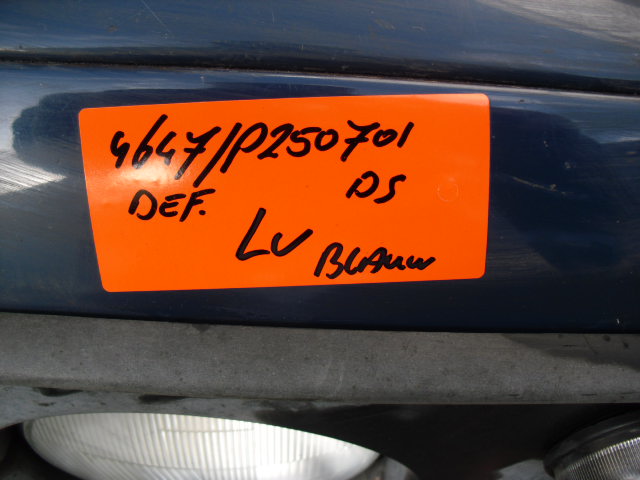 4647/P250701
DEF. DS
LV
BLAUW